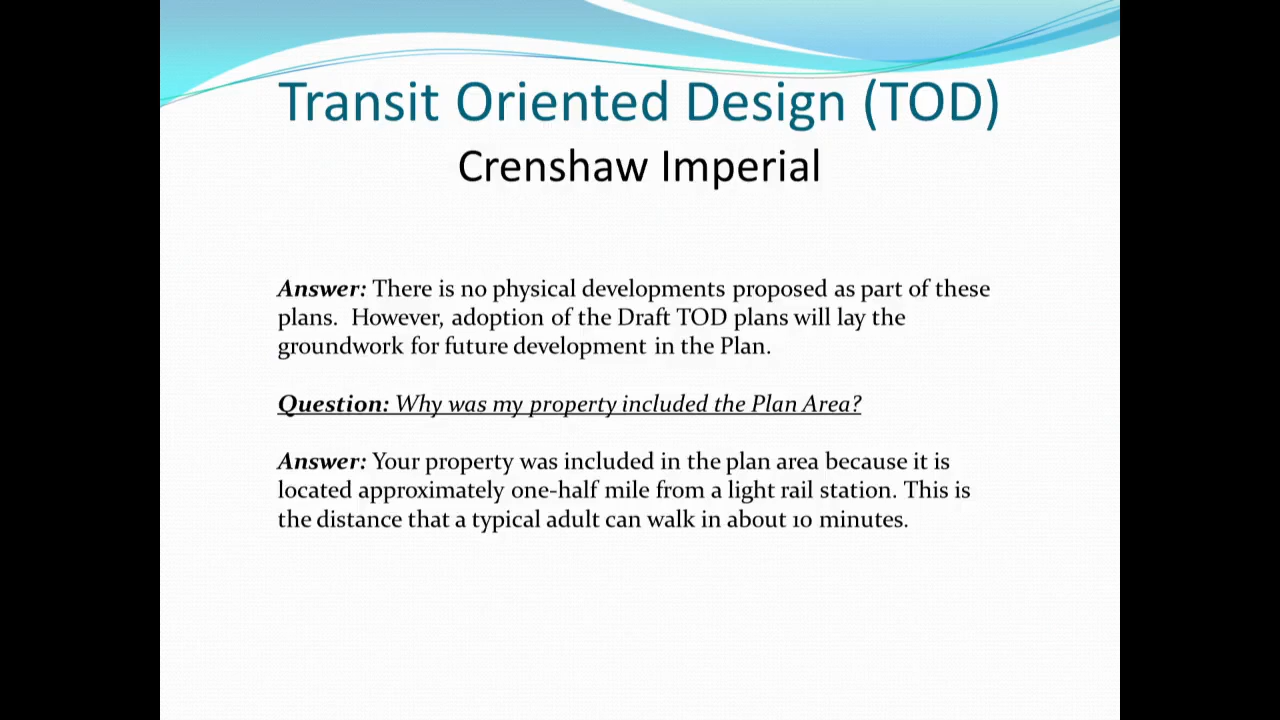 Transit Oriented Design (TOD)
Crenshaw Imperial
Answer: There is no physical developments proposed as part of these
plans.  However, adoption of the Draft TOD plans will lay the
groundwork for future development in the Plan.
Question: Why was my property included the Plan Area?
Answer: Your property was included in the plan area because it is
located approximately one-half mile from a light rail station. This is
the distance that a typical adult can walk in about 10 minutes.